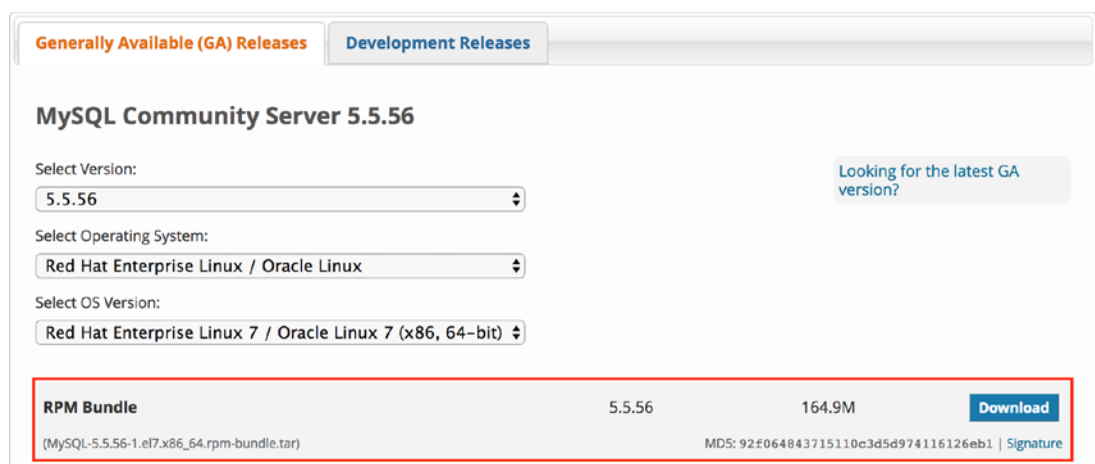 Generally Available (GA) Releases
Development Releases
MySQL Community Server 5.5.56
Select Version:
Looking for the latest GA
version?
5.5.56
Select Operating System:
Red Hat Enterprise Linux / Oracle Linux
Select OS Version:
Red Hat Enterprise Linux 7 / Oracle Linux 7 (x86, 64-bit)
RPM Bundle 5.5.56 164.9M Download
(MySQL-5.5.56-1.el7.x86_64.rpm-bundle.tar) MD5: 92f064843715110c3d5d974116126eb1 | Signature